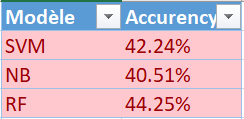 Modèle Accurency
SVM 42.24%
NB 40.51%
RF 44.25%